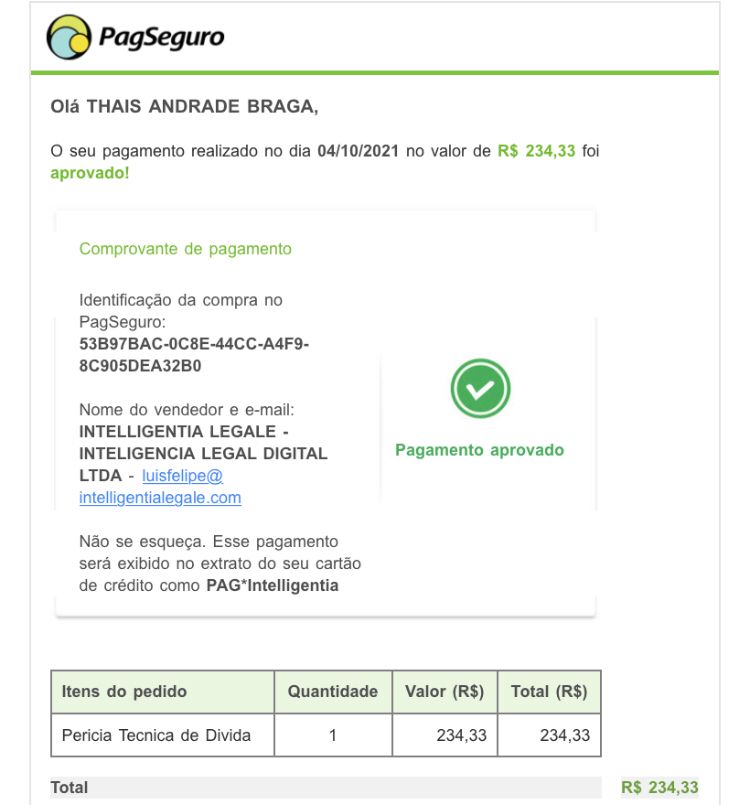 PagSeguro
Olá THAIS ANDRADE BRAGA,
O seu pagamento realizado no dia 04/10/2021 no valor de R$ 234,33 foi
aprovado!
Comprovante de pagamento
Identificação da compra no
PagSeguro:
53B97BAC-0C8E-44CC-A4F9-
8C905DEA32B0
Nome do vendedor e e-mail:
INTELLIGENTIA LEGALE -
INTELIGENCIA LEGAL DIGITAL
LTDA - luisfelipe@
intelligentialegale.com
Pagamento aprovado
Não se esqueça. Esse pagamento
será exibido no extrato do seu cartão
de crédito como PAG*Intelligentia
Itens do pedido Quantidade Valor (R$) Total (R$)
Pericia Tecnica de Divida 1 234,33 234,33
Total R$ 234,33